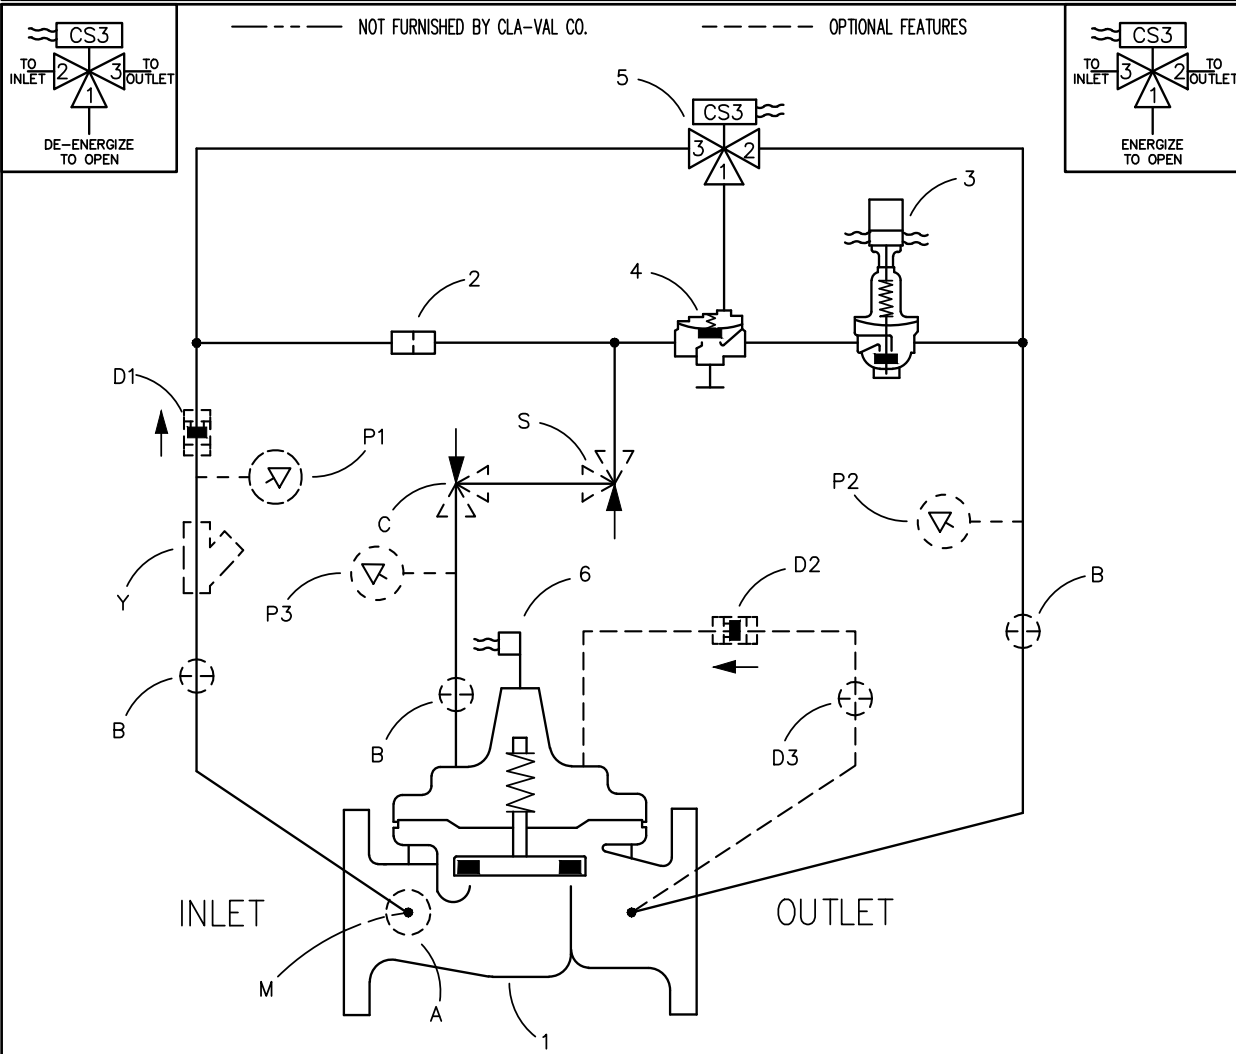 NOT FURNISHED BY CLA-VAL CO.
OPTIONAL FEATURES
CS3
TO INLET
2
3
TO OUTLET
1
DE-ENERGIZE
TO OPEN
CS3
TO INLET
3
2
TO OUTLET
1
ENERGIZE
TO OPEN
5
CS3
3
2
1
3
4
2
D1
P1
S
P2
C
Y
P3
6
D2
B
B
B
D3
INLET
OUTLET
M
A
1